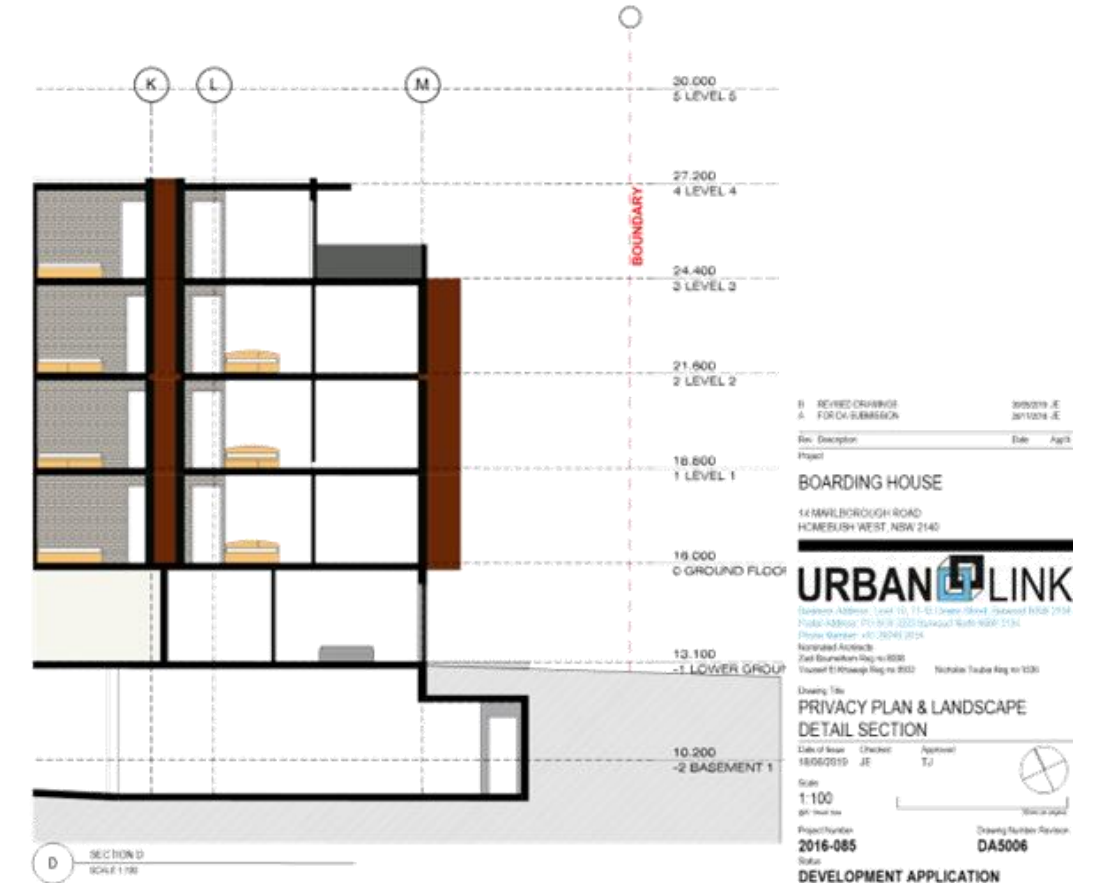 K
L
M
30.000
5 LEVEL 5
27.200
4 LEVEL 4
BOUNDARY
24.400
3 LEVEL 3
21.600
2 LEVEL 2
18.800
1 LEVEL 1
16.000
0 GROUND FLOOR
13.100
-1 LOWER GROUN
10.200
-2 BASEMENT 1
D
SECTION D
SCALE 1:100
B REVISED DRAWINGS JE
A FOR DA SUBMISSION JE
Rev Description Date
Project
BOARDING HOUSE
14 MARLBOROUGH ROAD
HOMEBUSH WEST, NSW 2140
URBAN LINK
Nominated Architects
Drawing Title
PRIVACY PLAN & LANDSCAPE
DETAIL SECTION
Date of Issue Checked Approved
18/06/2019 JE TJ
Scale
1:100
Project Number Drawing Number Revision
2016-085 DA5006
Status
DEVELOPMENT APPLICATION